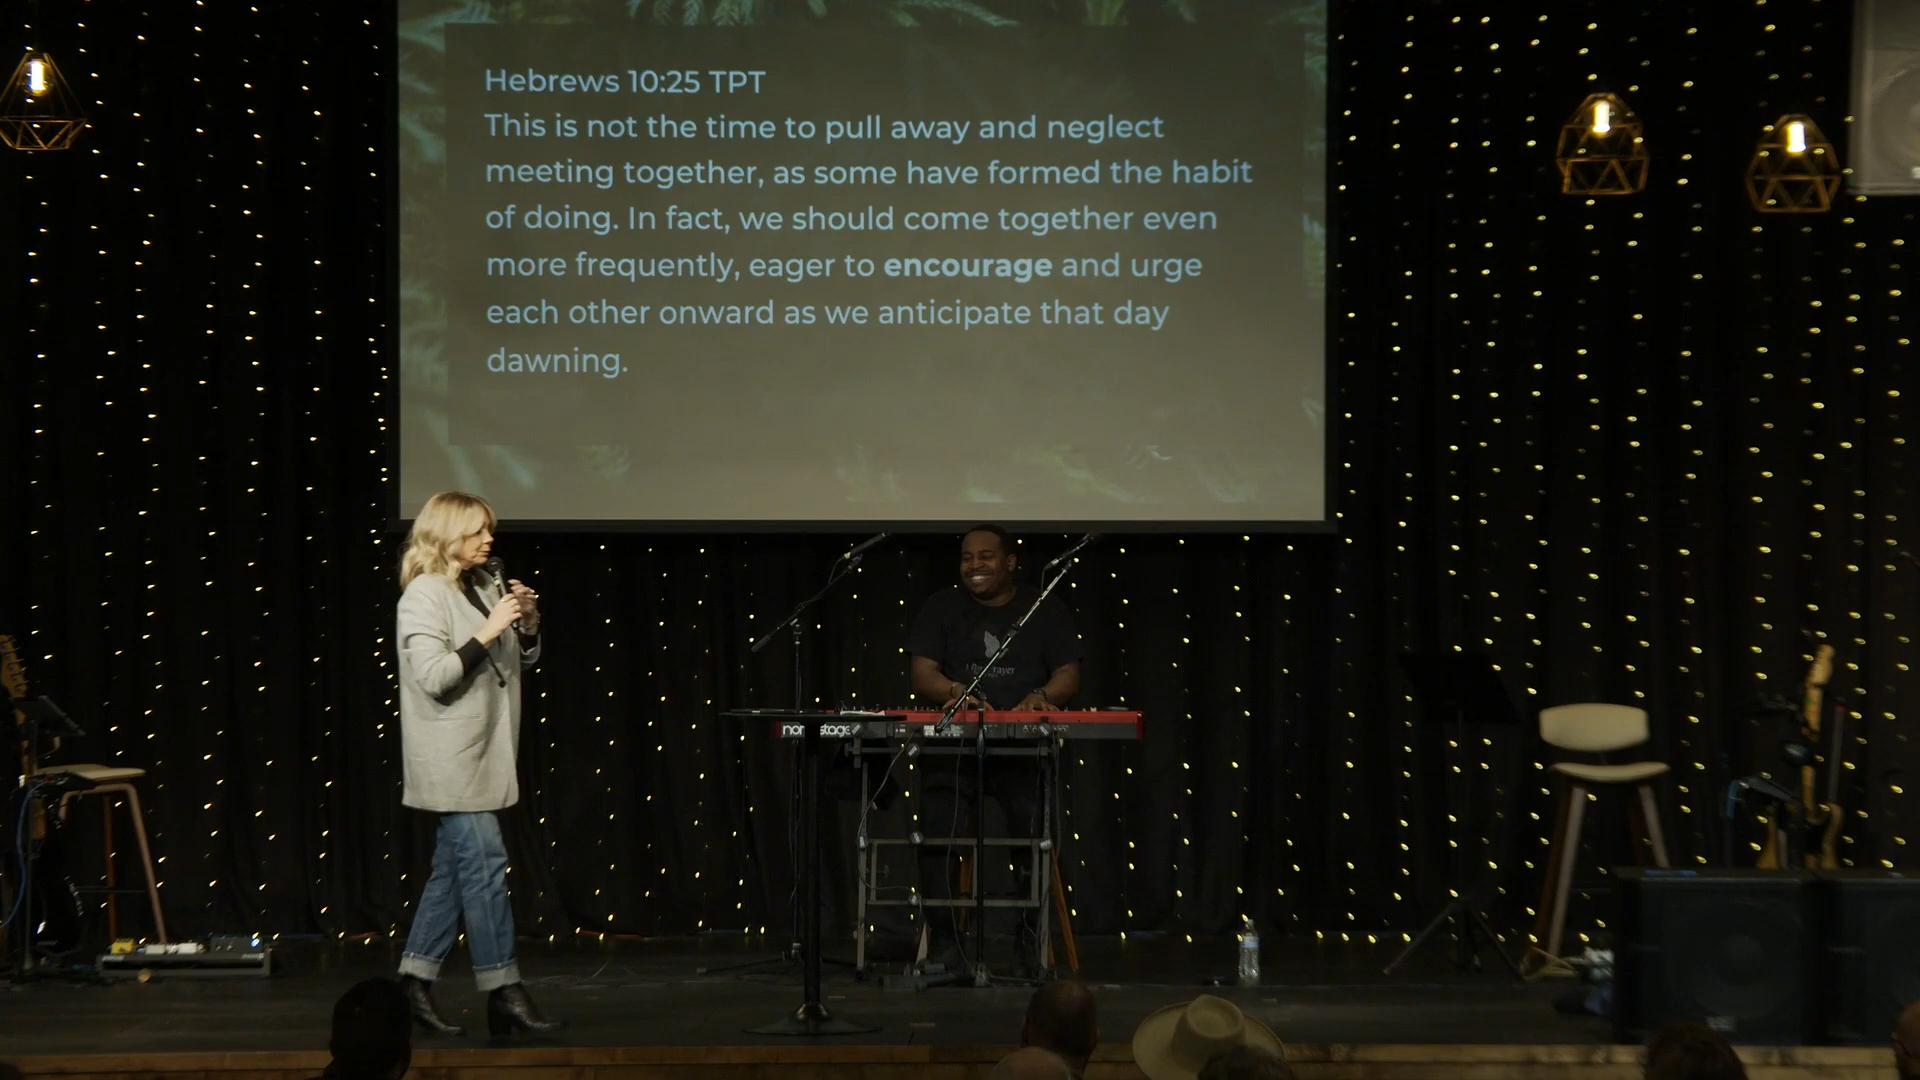 Hebrews 10:25 TPT
This is not the time to pull away and neglect
meeting together, as some have formed the habit
of doing. In fact, we should come together even
more frequently, eager to encourage and urge
each other onward as we anticipate that day
dawning.
stage